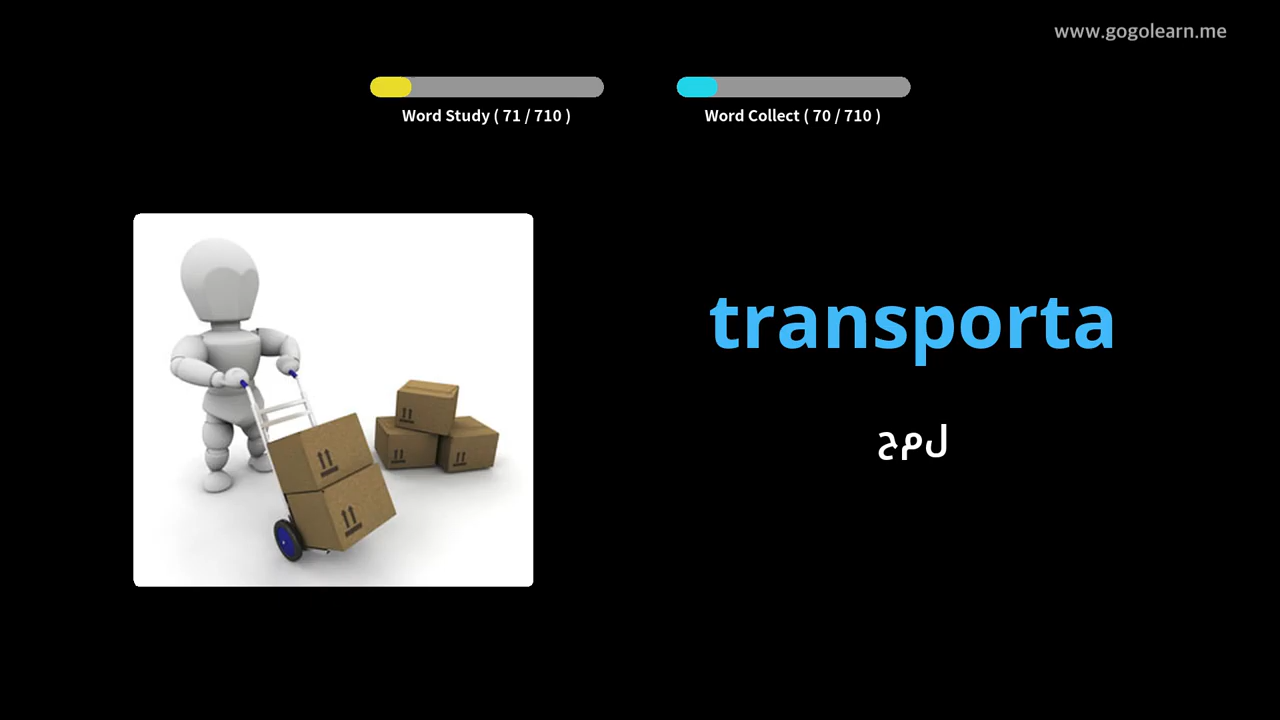 www.gogolearn.me
Word Study ( 71 / 710 )
Word Collect ( 70 / 710 )
transporta
حمل